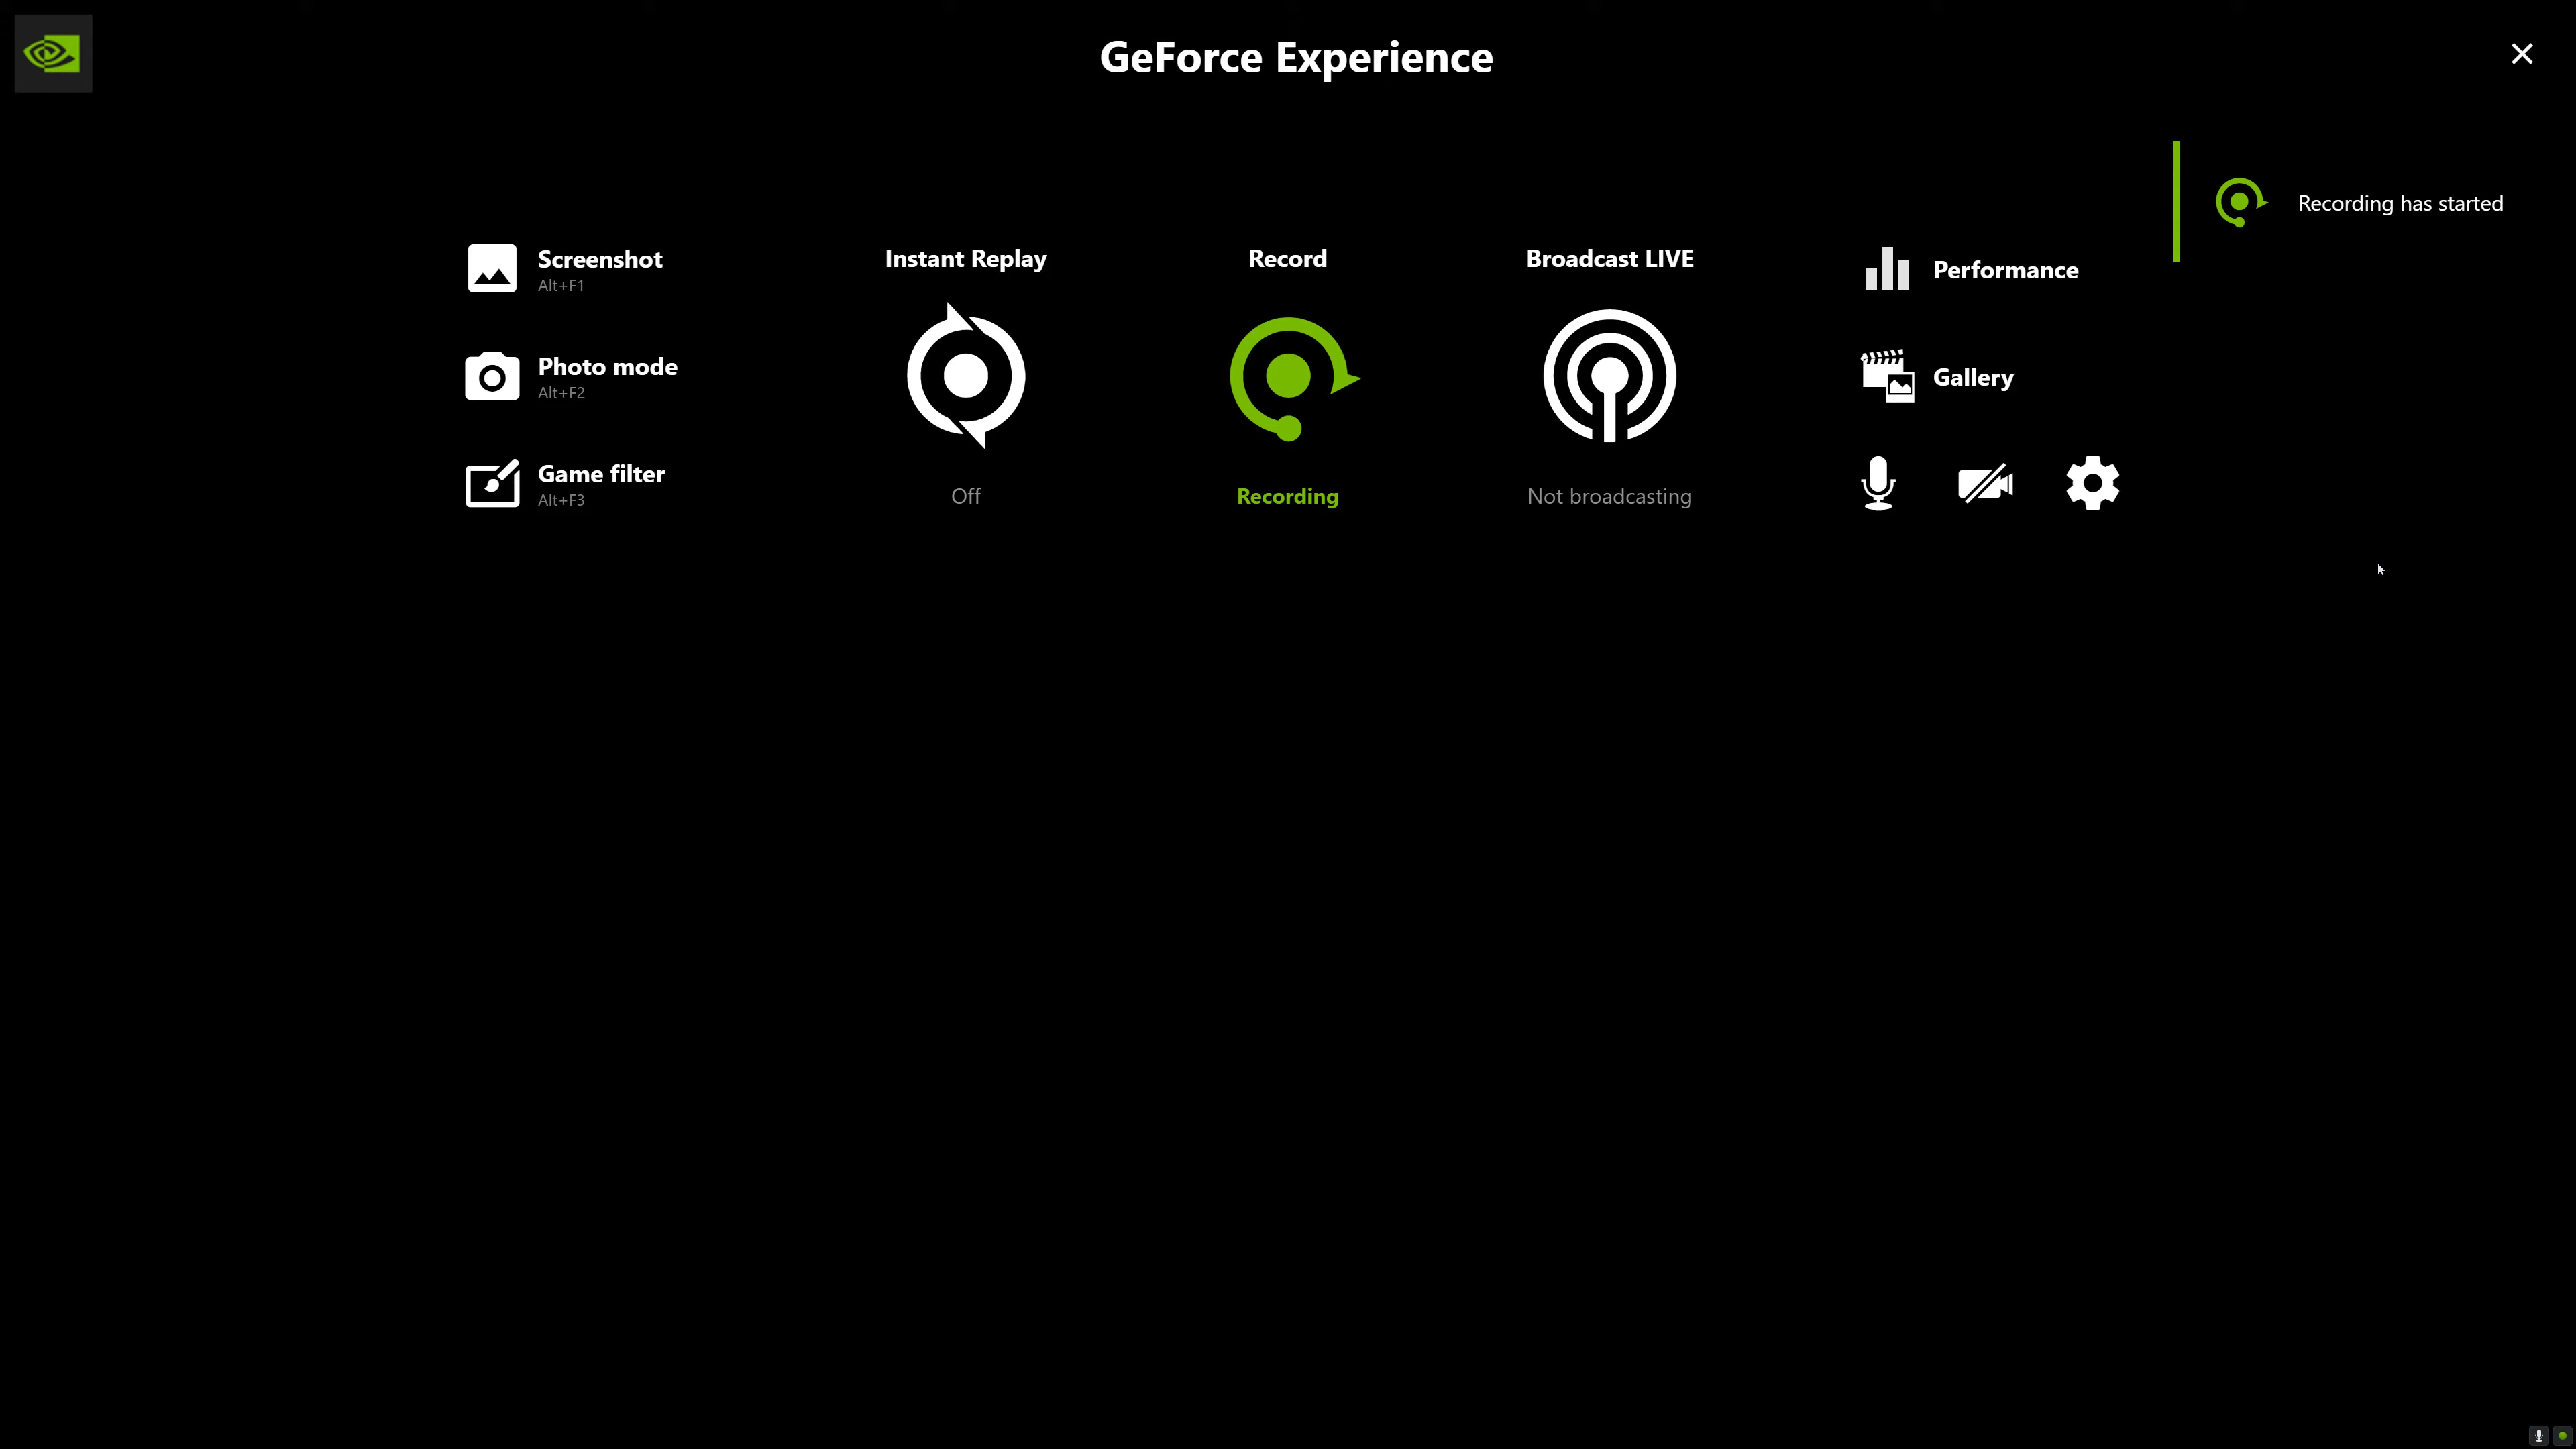 GeForce Experience
Recording has started
Screenshot
Alt+F1
Photo mode
Alt+F2
Game filter
Alt+F3
Instant Replay
Off
Record
Recording
Broadcast LIVE
Not broadcasting
Performance
Gallery